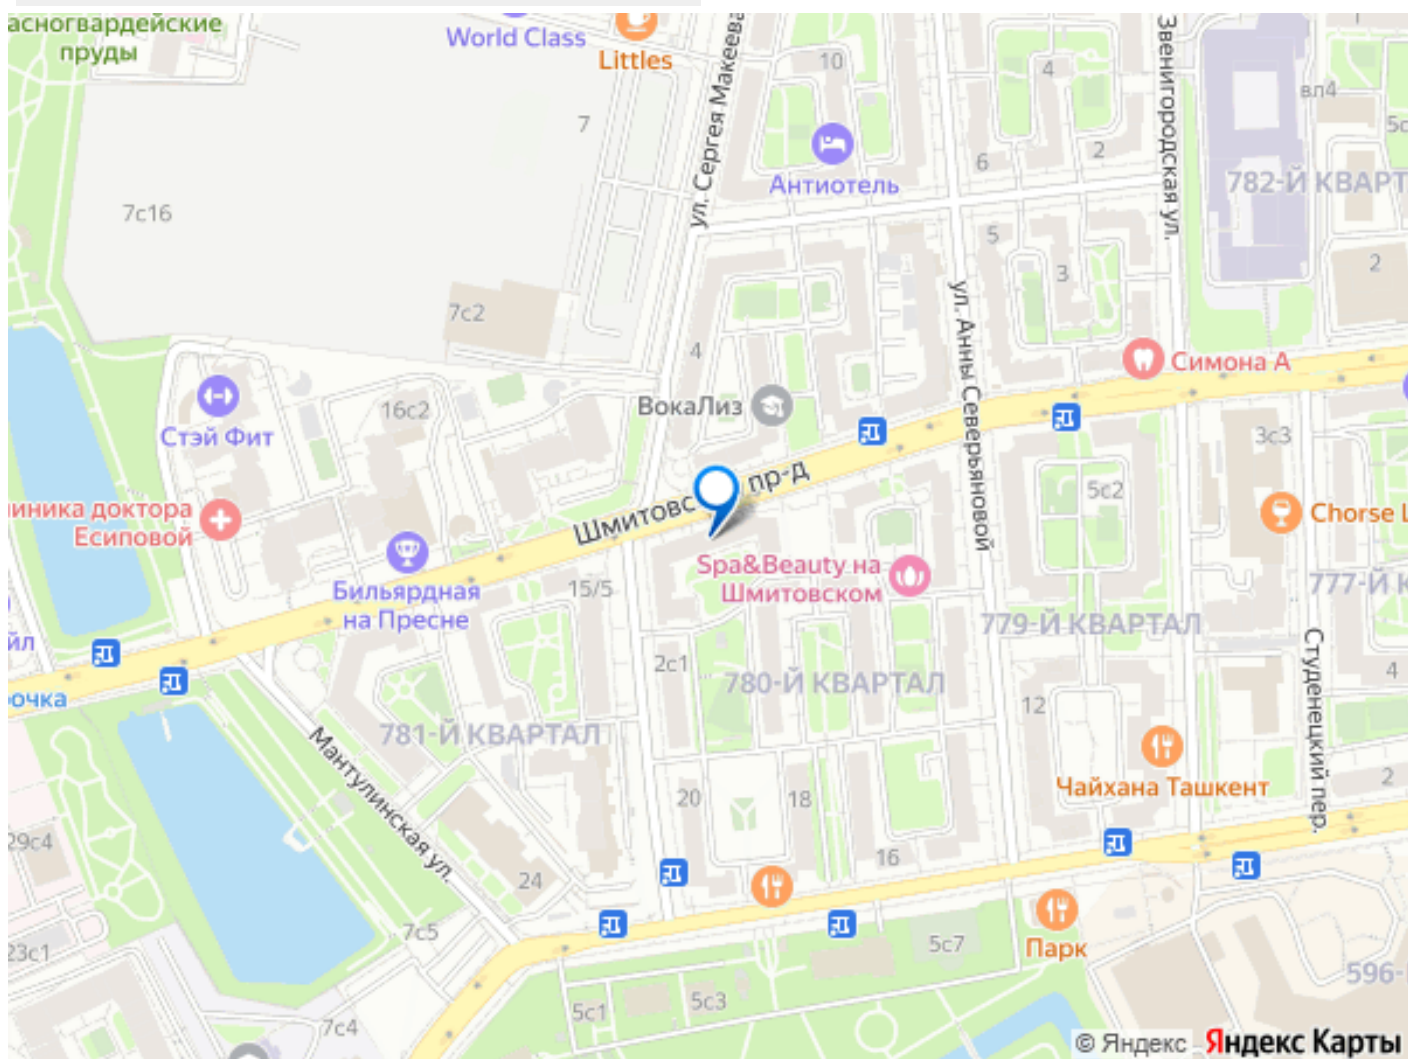 пруды
World Class
Littles
ул. Сергея Макеева
10
4
Звенигородская ул.
вл4
7
Антиотель
6
2
782-Й КВАРТ
7с16
5
3
2
7с2
4
ул. Анны Северьяновой
Симона А
ВокаЛиз
16с2
Стэй Фит
3с3
5с2
пр-д
доктора
Есиповой
Chorse L
Spa&Beauty на
Шмитовском
Бильярдная
на Пресне
15/5
777-Й К
779-Й КВАРТАЛ
2с1
780-Й КВАРТАЛ
Студенецкий пер.
4
12
781-Й КВАРТАЛ
Мантулинская ул.
Чайхана Ташкент
2
20
18
29с4
16
24
7с5
23с1
5с7
Парк
596-
5с1
5с3
7с4
© Яндекс Яндекс Карты